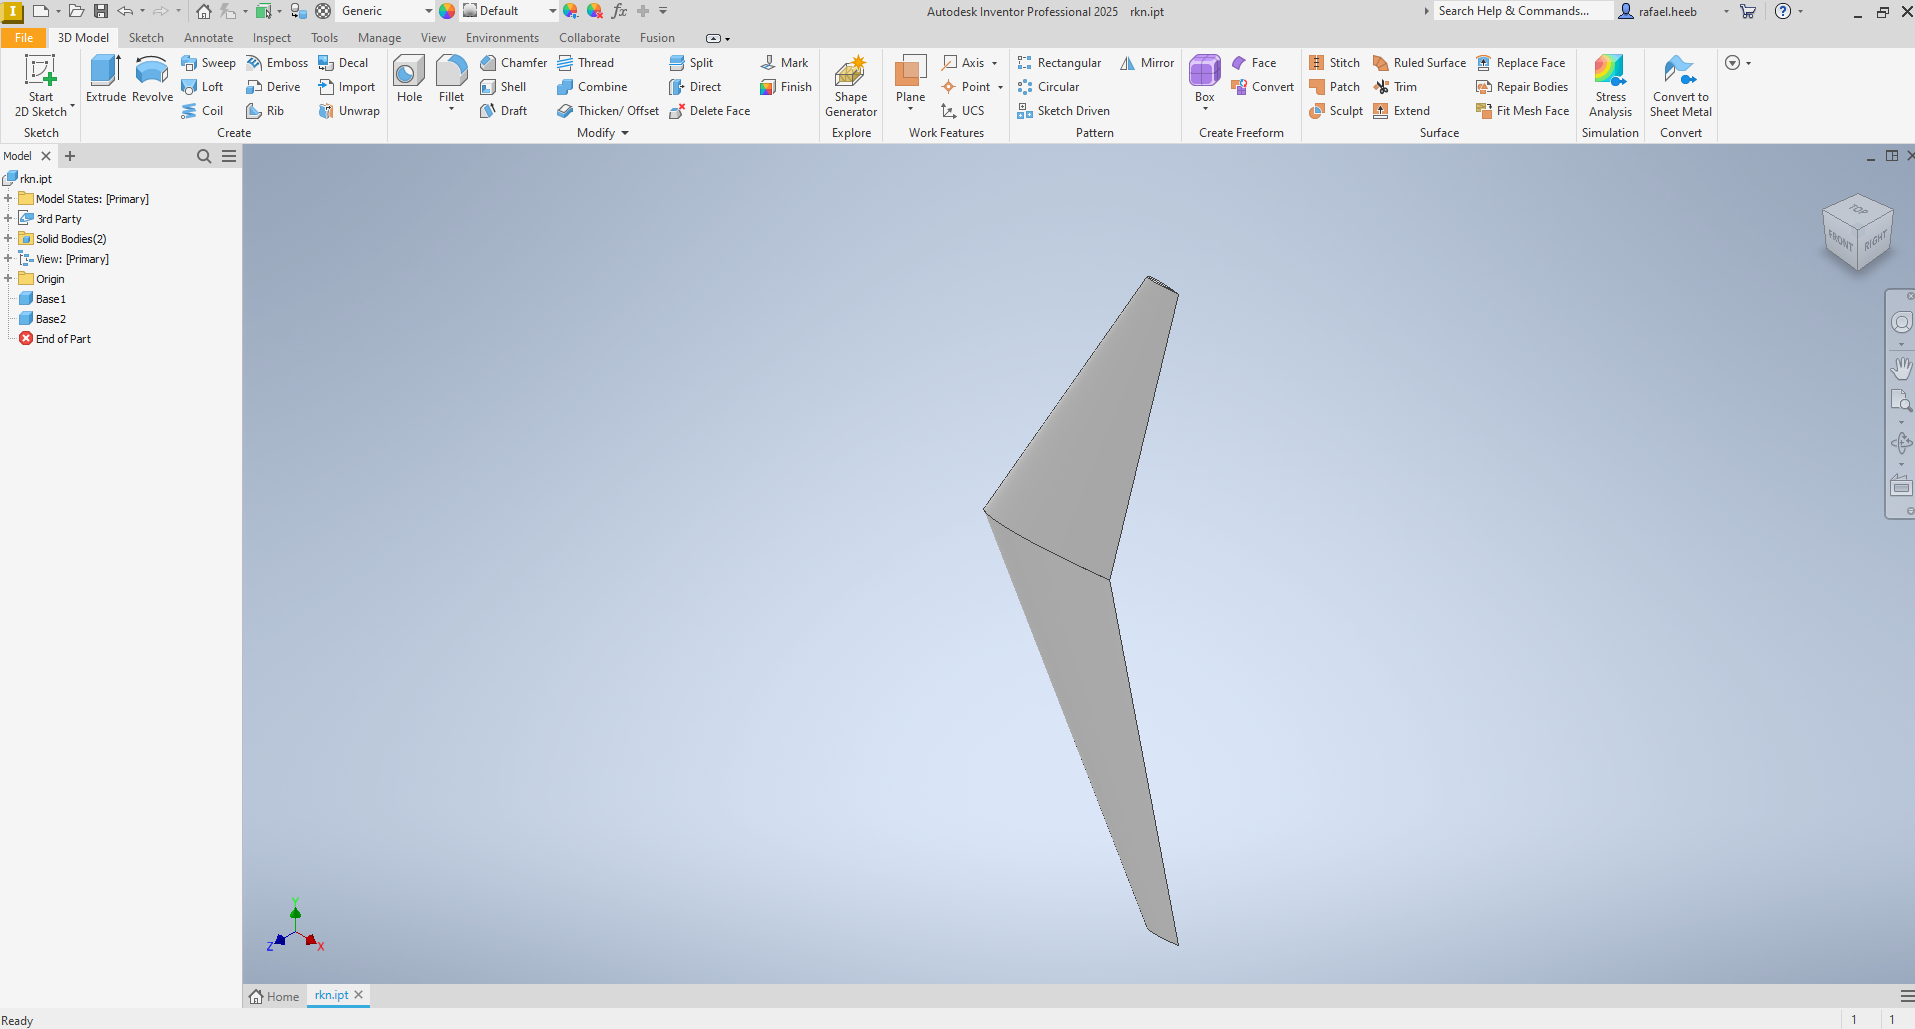 I Generic Default fx Autodesk Inventor Professional 2025 rkn.ipt Search Help & Commands... rafael.heeb ?
File 3D Model Sketch Annotate Inspect Tools Manage View Environments Collaborate Fusion
Start
2D Sketch
Sketch
Extrude
Revolve
Sweep Emboss Decal
Loft Derive Import
Coil Rib Unwrap
Create
Hole
Fillet
Chamfer Thread Split Mark
Shell Combine Direct Finish
Draft Thicken/ Offset Delete Face
Modify
Shape
Generator
Explore
Plane
Axis
Point
UCS
Work Features
Rectangular Mirror
Circular
Sketch Driven
Pattern
Box
Face
Convert
Create Freeform
Stitch Ruled Surface Replace Face
Patch Trim Repair Bodies
Sculpt Extend Fit Mesh Face
Surface
Stress
Analysis
Simulation
Convert to
Sheet Metal
Convert
Model
rkn.ipt
Model States: [Primary]
3rd Party
Solid Bodies(2)
View: [Primary]
Origin
Base1
Base2
End of Part
TOP
FRONT RIGHT
Y
Z X
Home rkn.ipt
Ready 1 1